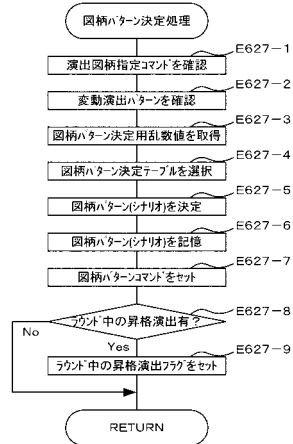 図柄パターン決定処理
E627-1
演出図柄指定コマンドを確認
E627-2
変動演出パターンを確認
E627-3
図柄パターン決定用乱数値を取得
E627-4
図柄パターン決定テーブルを選択
E627-5
図柄パターン(シナリオ)を決定
E627-6
図柄パターン(シナリオ)を記憶
E627-7
図柄パターンコマンドをセット
E627-8
ラウンド中の昇格演出有?
No
Yes
E627-9
ラウンド中の昇格演出フラグをセット
RETURN